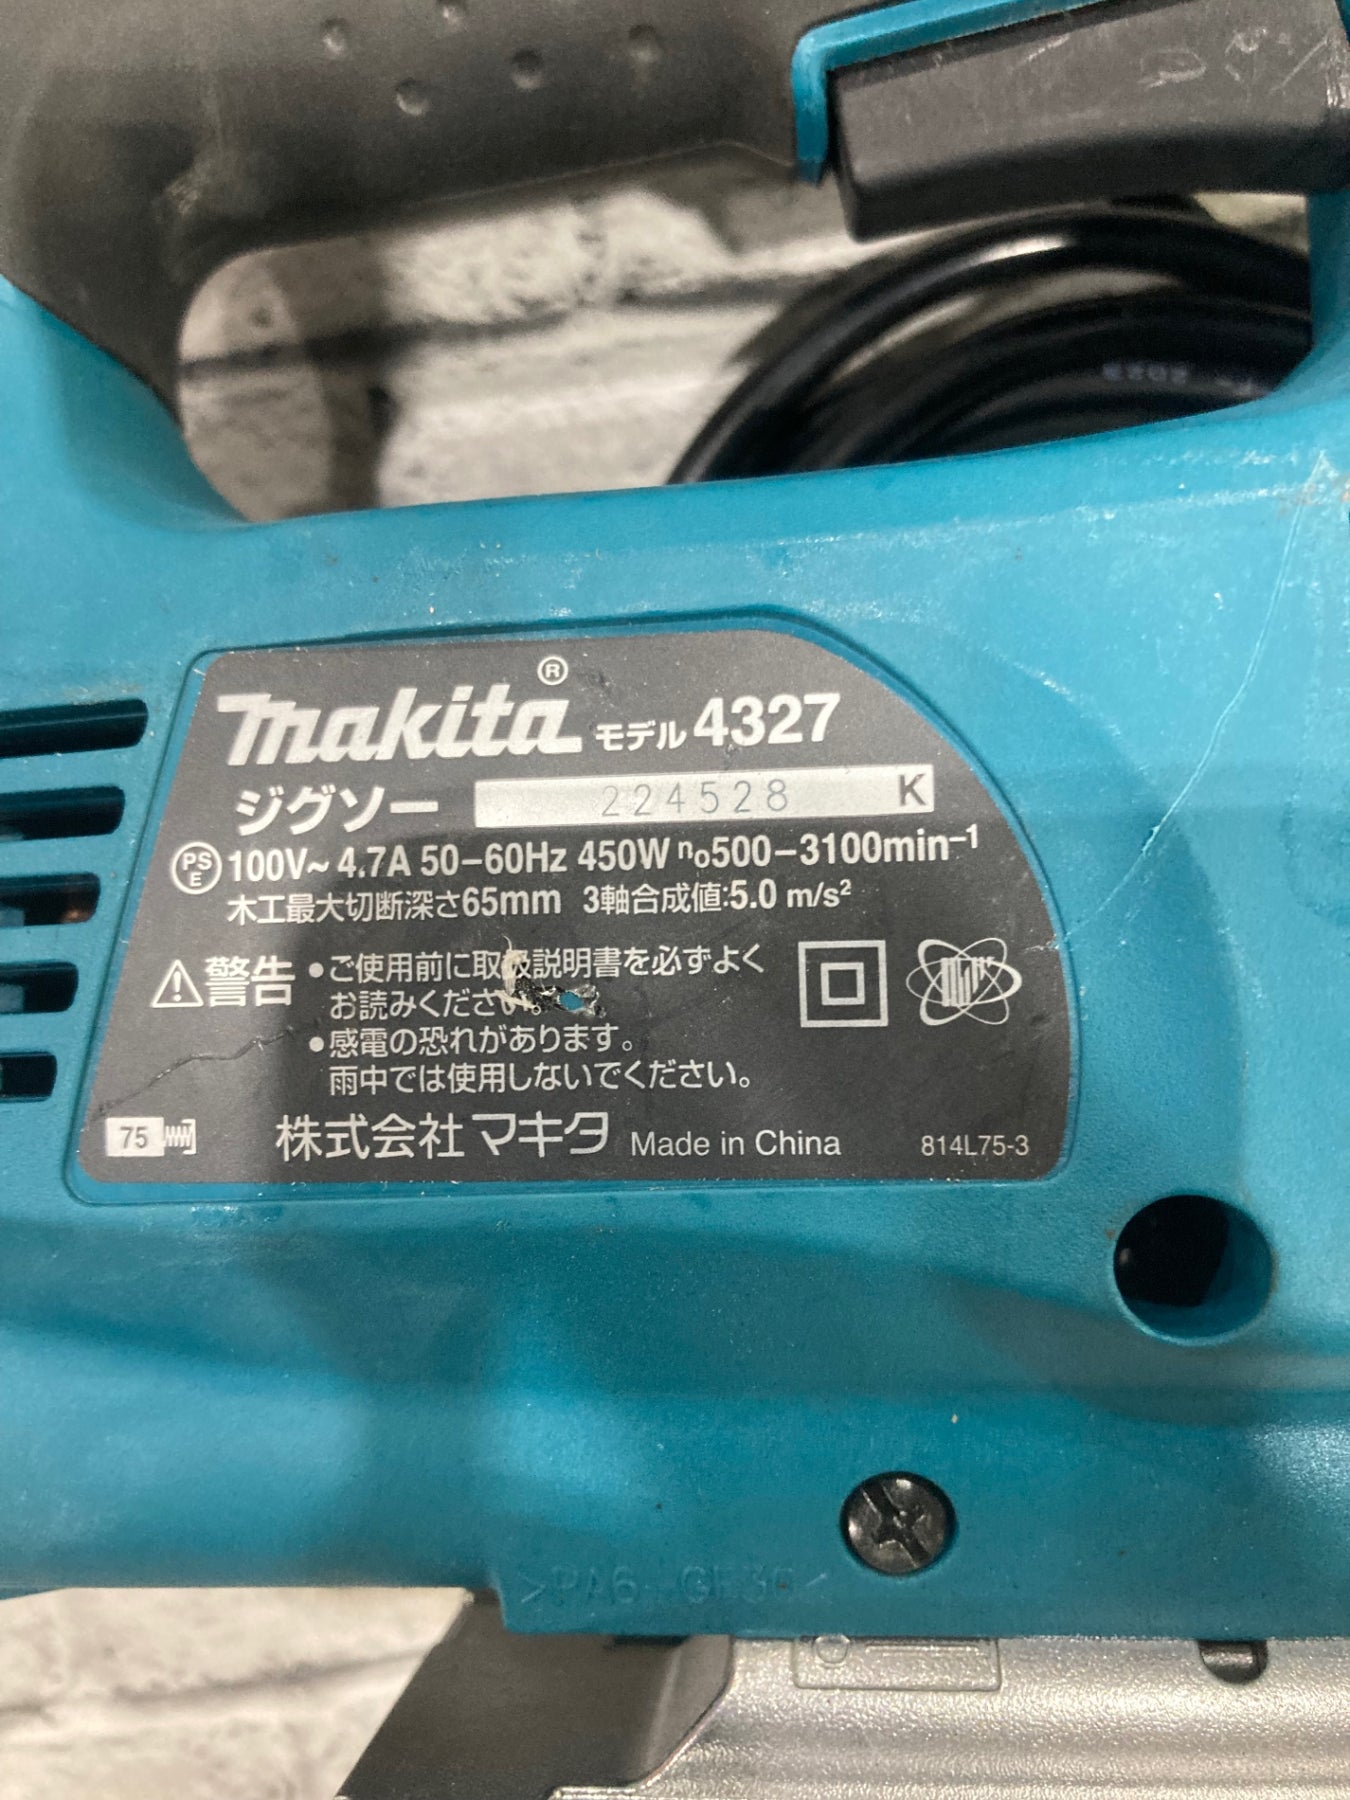 makita® モデル 4327
ジグソー 224528 K
PSE 100V~ 4.7A 50–60Hz 450W n₀500–3100min⁻¹
木工最大切断深さ65mm 3軸合成値:5.0 m/s²
⚠警告 •ご使用前に取扱説明書を必ずよく
お読みください。
•感電の恐れがあります。
雨中では使用しないでください。
75 株式会社マキタ Made in China 814L75-3
>PA6 GF30<